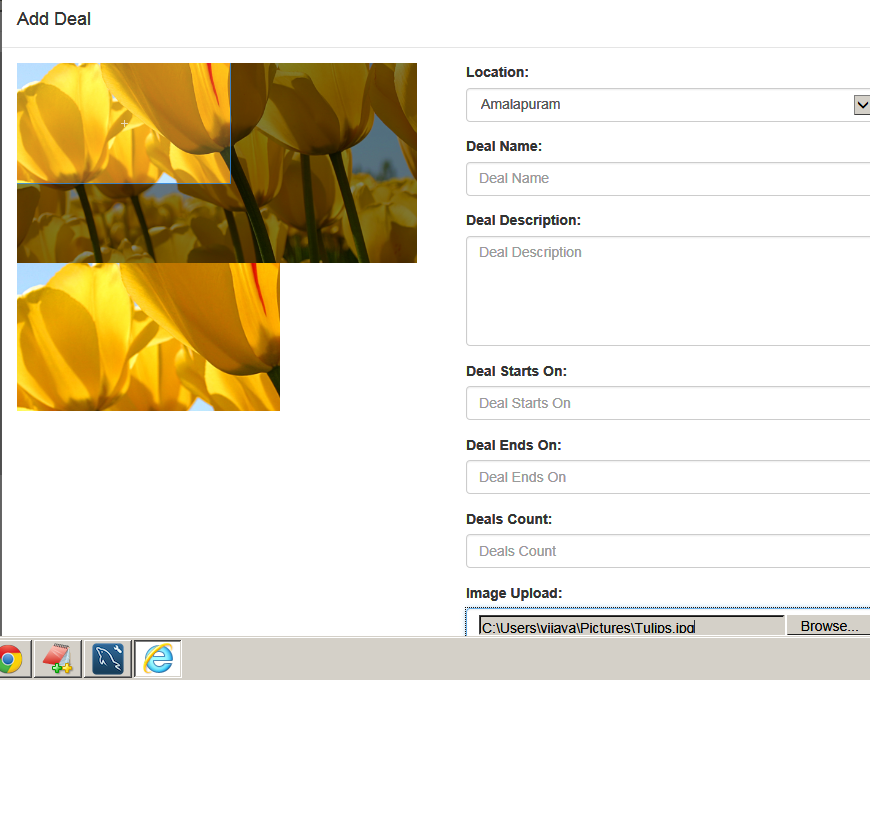 Add Deal
Location:
Amalapuram
Deal Name:
Deal Name
Deal Description:
Deal Description
Deal Starts On:
Deal Starts On
Deal Ends On:
Deal Ends On
Deals Count:
Deals Count
Image Upload:
C:\Users\vijaya\Pictures\Tulips.jpg
Browse...